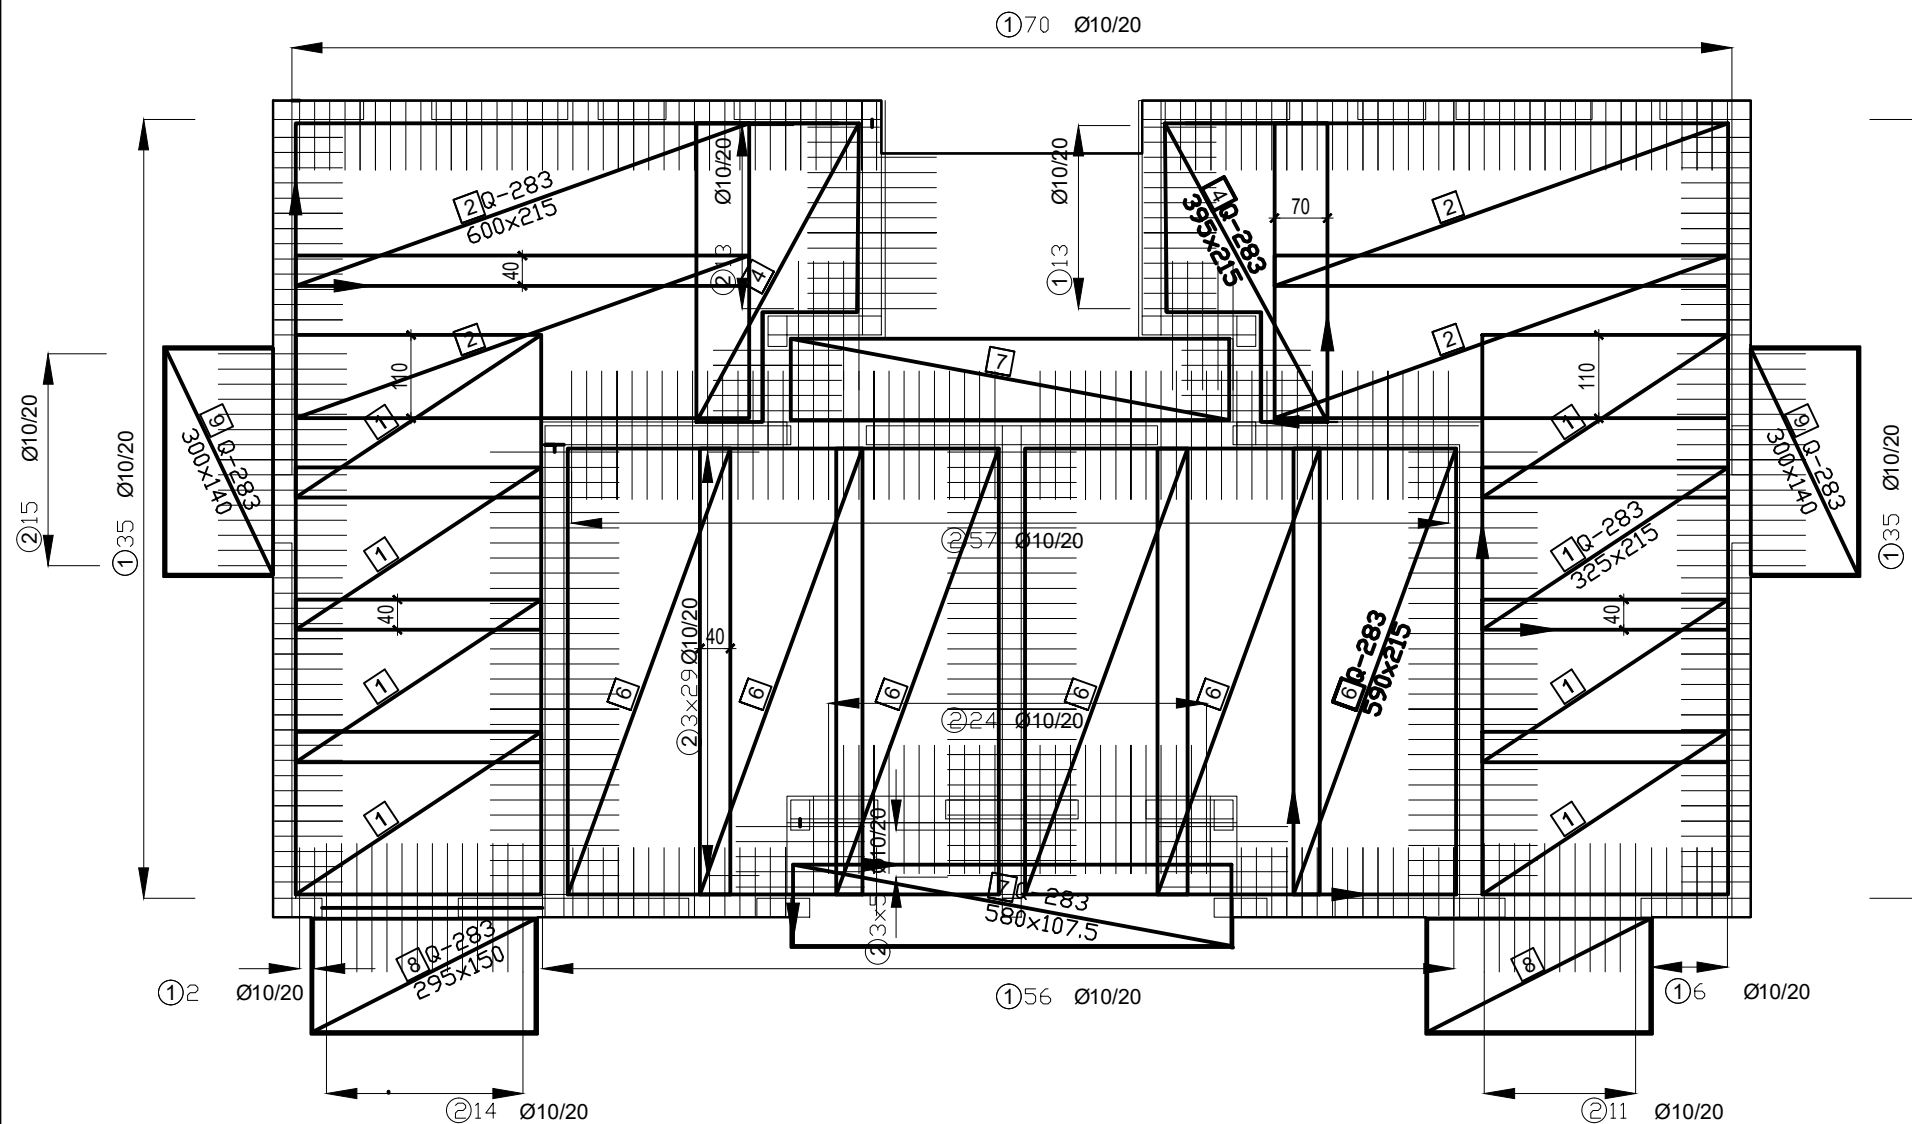 ①70 Ø10/20
2 Q-283
600x215
40
2
110
Ø10/20
②13
4
Ø10/20
①13
4 Q-283
395x215
70
2
2
110
7
9 Q-283
300x140
②15 Ø10/20
①35 Ø10/20
9 Q-283
300x140
①35 Ø10/20
1
1
1
1
40
②57 Ø10/20
②3x29 Ø10/20
40
6
6
6
6
6
6 Q-283
590x215
②24 Ø10/20
1
1 Q-283
325x215
40
1
1
②3x5 Ø10/20
7 Q-283
580x107.5
8 Q-283
295x150
8
①2 Ø10/20
①56 Ø10/20
①6 Ø10/20
②14 Ø10/20
②11 Ø10/20